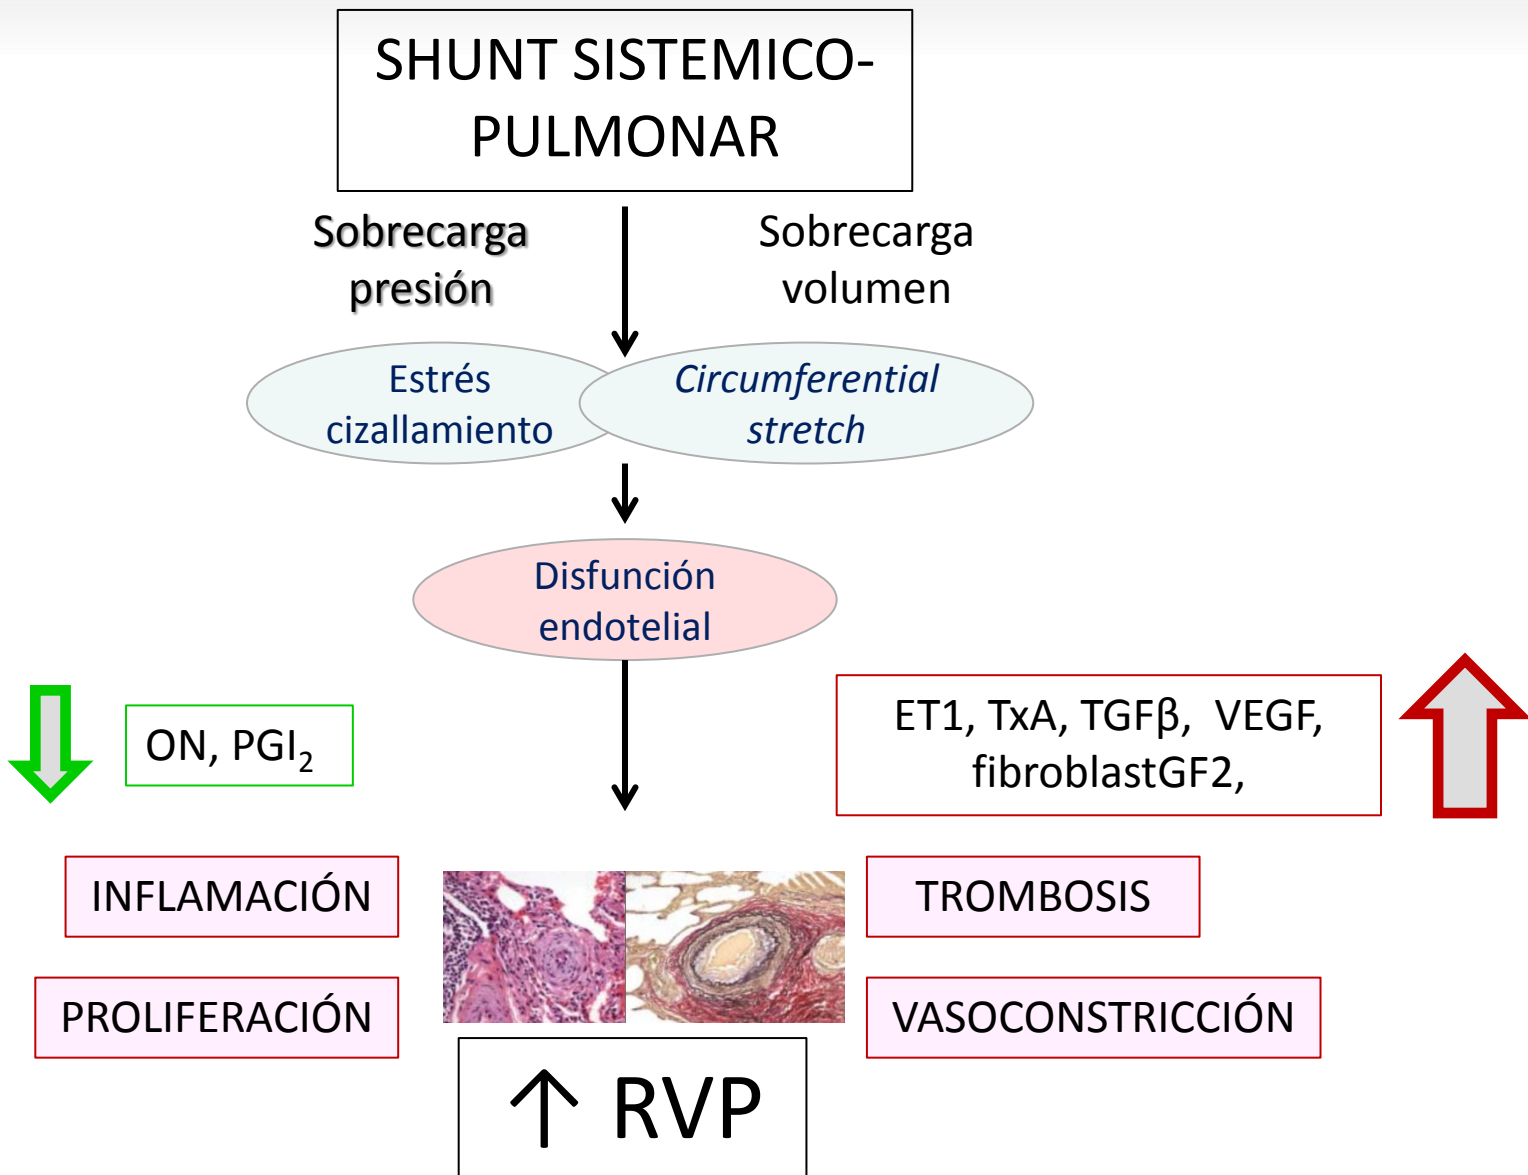 SHUNT SISTEMICO-
PULMONAR
Sobrecarga
presión
Sobrecarga
volumen
Estrés
cizallamiento
Circumferential
stretch
Disfunción
endotelial
ON, PGI₂
ET1, TxA, TGFβ, VEGF,
fibroblastGF2,
INFLAMACIÓN
TROMBOSIS
PROLIFERACIÓN
VASOCONSTRICCIÓN
↑ RVP